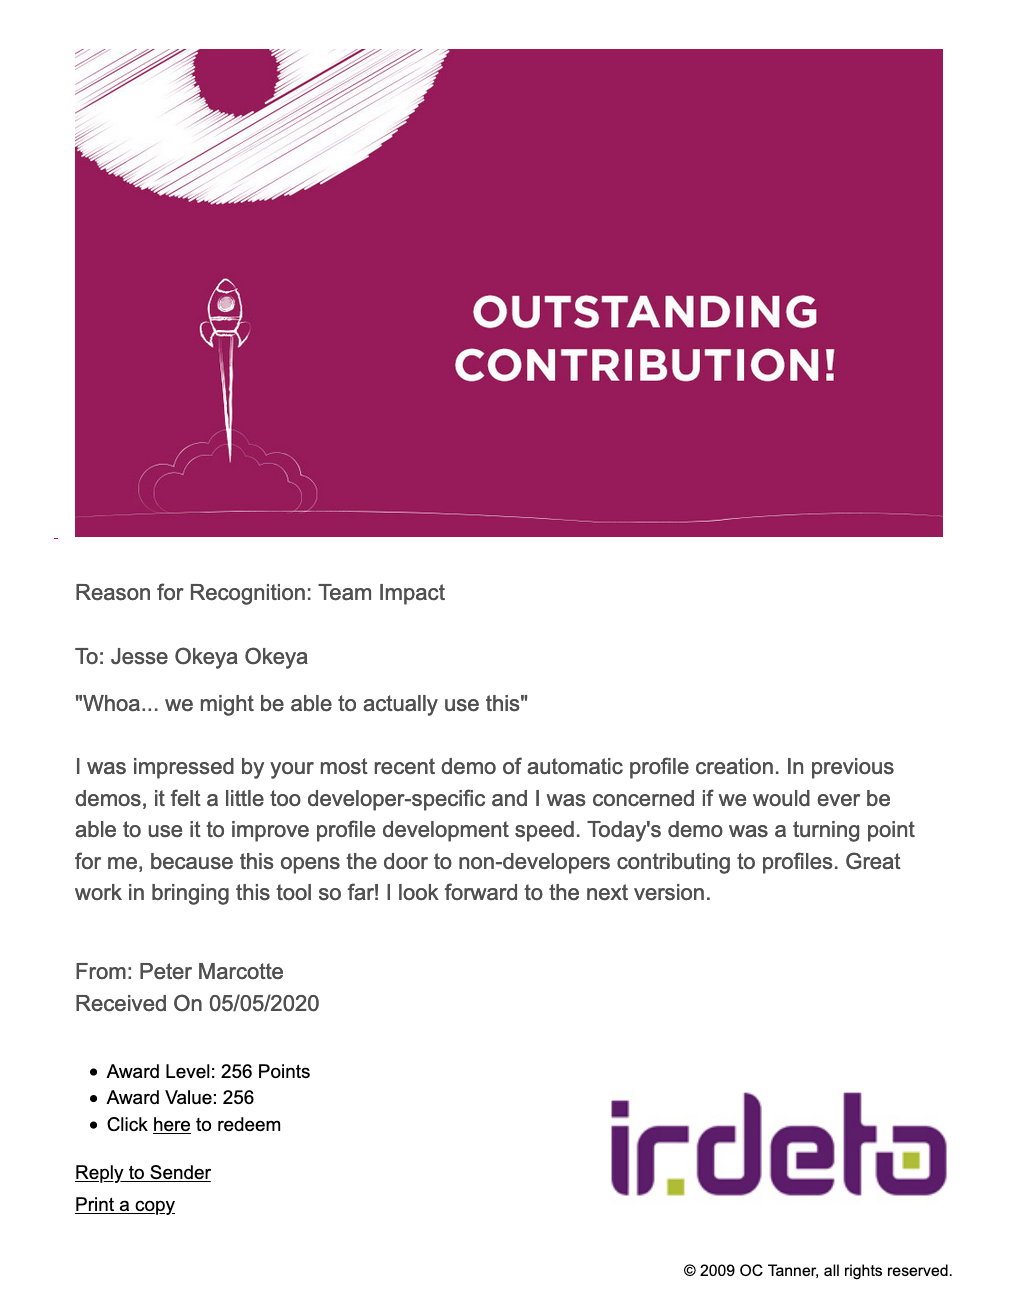 OUTSTANDING
CONTRIBUTION!
Reason for Recognition: Team Impact
To: Jesse Okeya Okeya
"Whoa... we might be able to actually use this"
I was impressed by your most recent demo of automatic profile creation. In previous
demos, it felt a little too developer-specific and I was concerned if we would ever be
able to use it to improve profile development speed. Today's demo was a turning point
for me, because this opens the door to non-developers contributing to profiles. Great
work in bringing this tool so far! I look forward to the next version.
From: Peter Marcotte
Received On 05/05/2020
• Award Level: 256 Points
• Award Value: 256
• Click here to redeem
irdeto
Reply to Sender
Print a copy
© 2009 OC Tanner, all rights reserved.